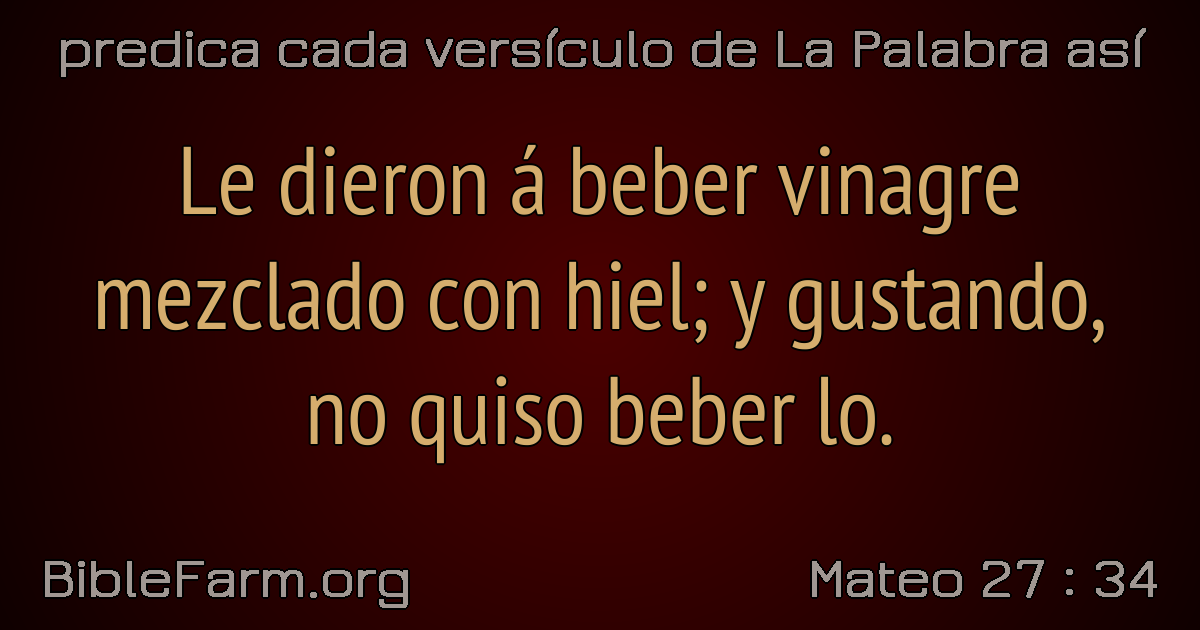 predica cada versículo de La Palabra así
Le dieron á beber vinagre
mezclado con hiel; y gustando,
no quiso beber lo.
BibleFarm.org
Mateo 27 : 34